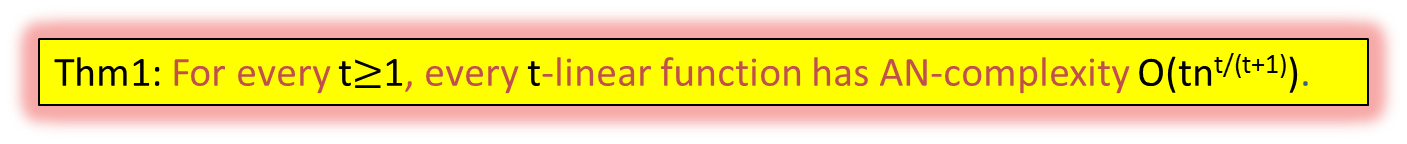 Thm1: For every t≥1, every t-linear function has AN-complexity O(tn^{t/(t+1)}).